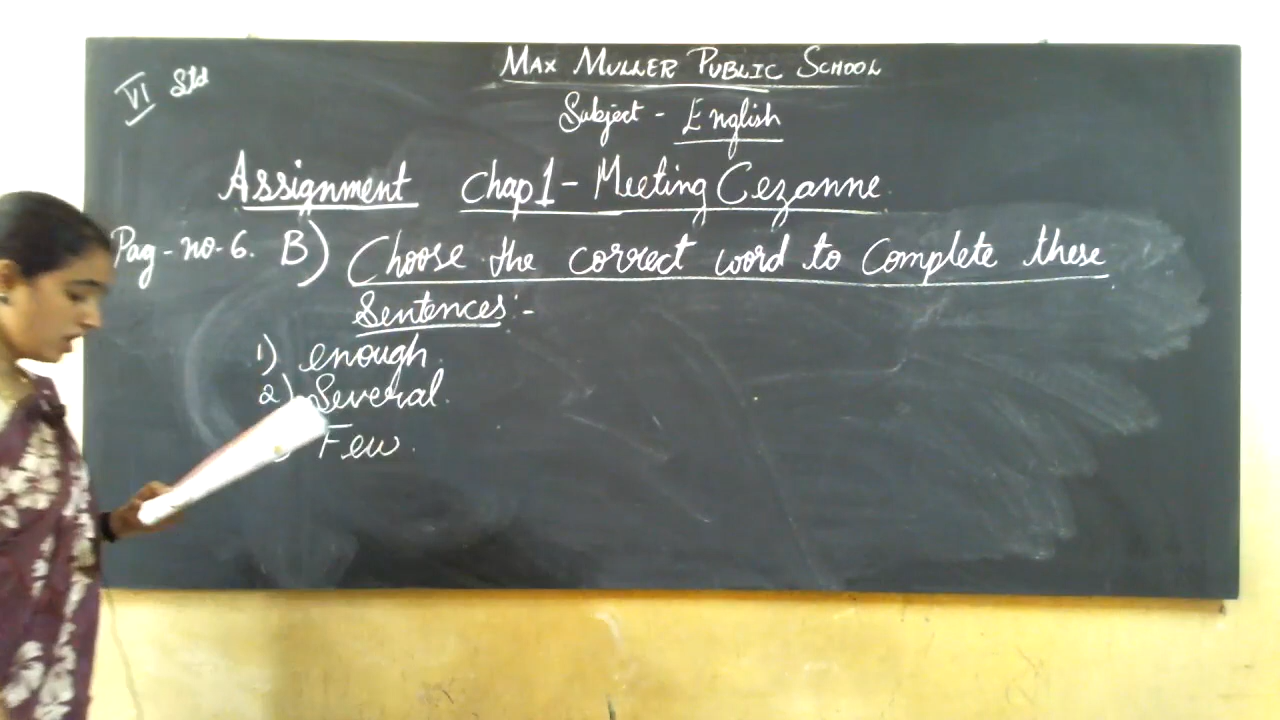 VI Std
MAX MULLER PUBLIC SCHOOL
Subject - English
Assignment Chap 1 - Meeting Cezanne.
Pag - no. 6. B) Choose the correct word to complete these
Sentences :-
1) enough.
2) Several.
) Few.